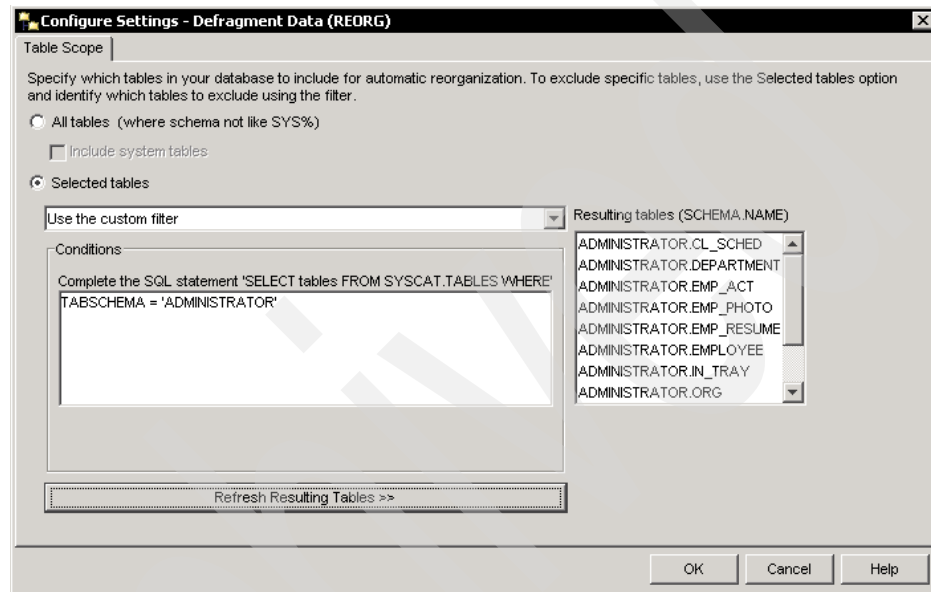 Configure Settings - Defragment Data (REORG)
Table Scope
Specify which tables in your database to include for automatic reorganization. To exclude specific tables, use the Selected tables option
and identify which tables to exclude using the filter.
All tables (where schema not like SYS%)
Include system tables
Selected tables
Use the custom filter
Conditions
Complete the SQL statement 'SELECT tables FROM SYSCAT.TABLES WHERE'
TABSCHEMA = 'ADMINISTRATOR'
Refresh Resulting Tables >>
Resulting tables (SCHEMA.NAME)
ADMINISTRATOR.CL_SCHED
ADMINISTRATOR.DEPARTMENT
ADMINISTRATOR.EMP_ACT
ADMINISTRATOR.EMP_PHOTO
ADMINISTRATOR.EMP_RESUME
ADMINISTRATOR.EMPLOYEE
ADMINISTRATOR.IN_TRAY
ADMINISTRATOR.ORG
OK
Cancel
Help